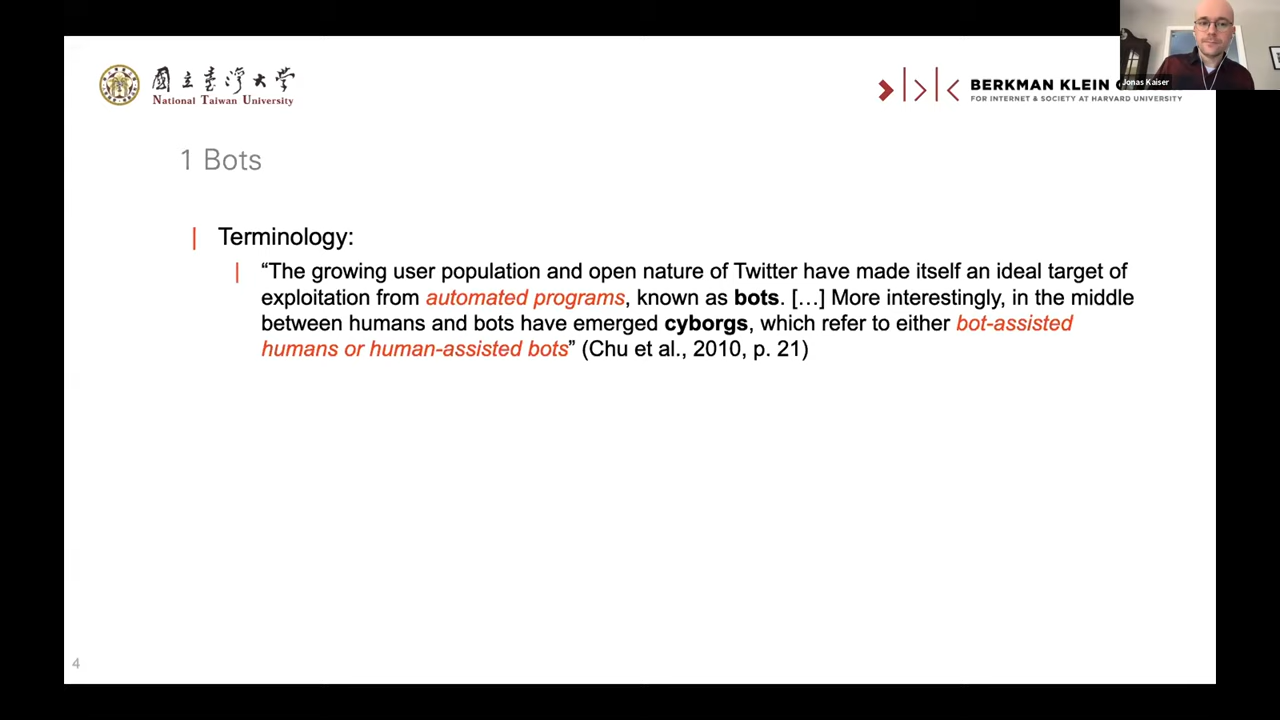 Jonas Kaiser
國立臺灣大學
National Taiwan University
BERKMAN KLEIN
FOR INTERNET & SOCIETY AT HARVARD UNIVERSITY
1 Bots
Terminology:
“The growing user population and open nature of Twitter have made itself an ideal target of
exploitation from automated programs, known as bots. […] More interestingly, in the middle
between humans and bots have emerged cyborgs, which refer to either bot-assisted
humans or human-assisted bots” (Chu et al., 2010, p. 21)
4